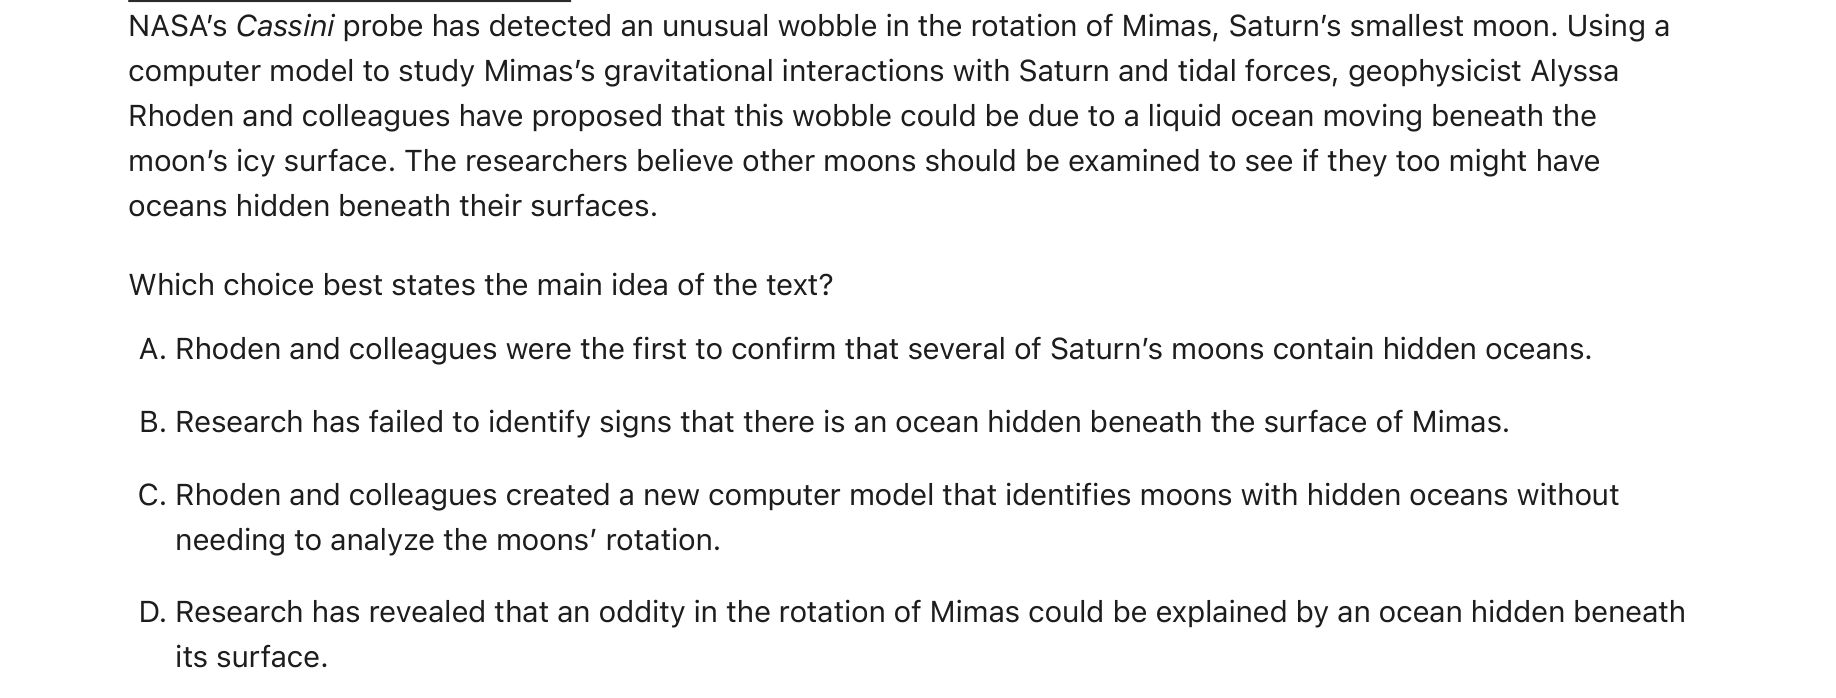 NASA’s Cassini probe has detected an unusual wobble in the rotation of Mimas, Saturn’s smallest moon. Using a
computer model to study Mimas’s gravitational interactions with Saturn and tidal forces, geophysicist Alyssa
Rhoden and colleagues have proposed that this wobble could be due to a liquid ocean moving beneath the
moon’s icy surface. The researchers believe other moons should be examined to see if they too might have
oceans hidden beneath their surfaces.
Which choice best states the main idea of the text?
A. Rhoden and colleagues were the first to confirm that several of Saturn’s moons contain hidden oceans.
B. Research has failed to identify signs that there is an ocean hidden beneath the surface of Mimas.
C. Rhoden and colleagues created a new computer model that identifies moons with hidden oceans without
needing to analyze the moons’ rotation.
D. Research has revealed that an oddity in the rotation of Mimas could be explained by an ocean hidden beneath
its surface.